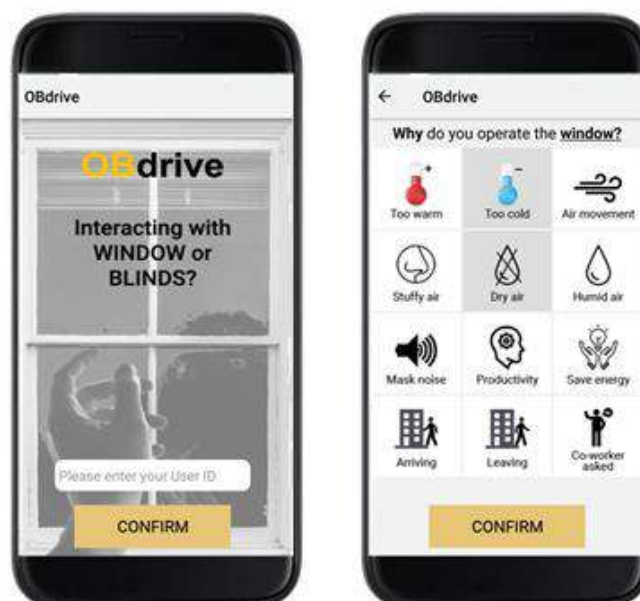 OBdrive
OBdrive
Interacting with
WINDOW or
BLINDS?
Please enter your User ID
CONFIRM
OBdrive
Why do you operate the window?
Too warm
Too cold
Air movement
Stuffy air
Dry air
Humid air
Mask noise
Productivity
Save energy
Arriving
Leaving
Co-worker
asked
CONFIRM